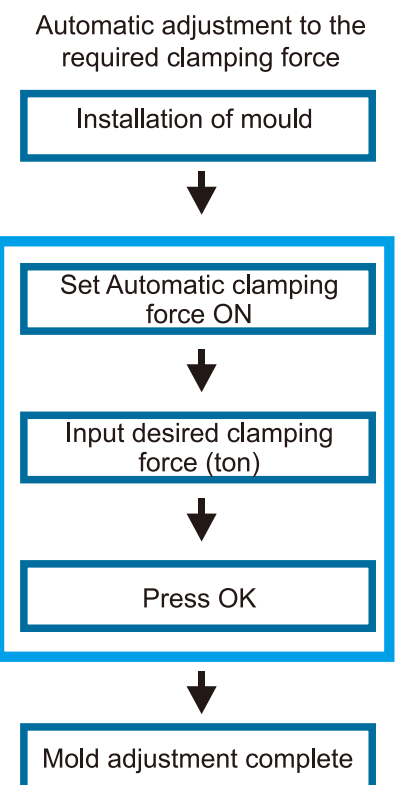 Automatic adjustment to the
required clamping force
Installation of mould
Set Automatic clamping
force ON
Input desired clamping
force (ton)
Press OK
Mold adjustment complete